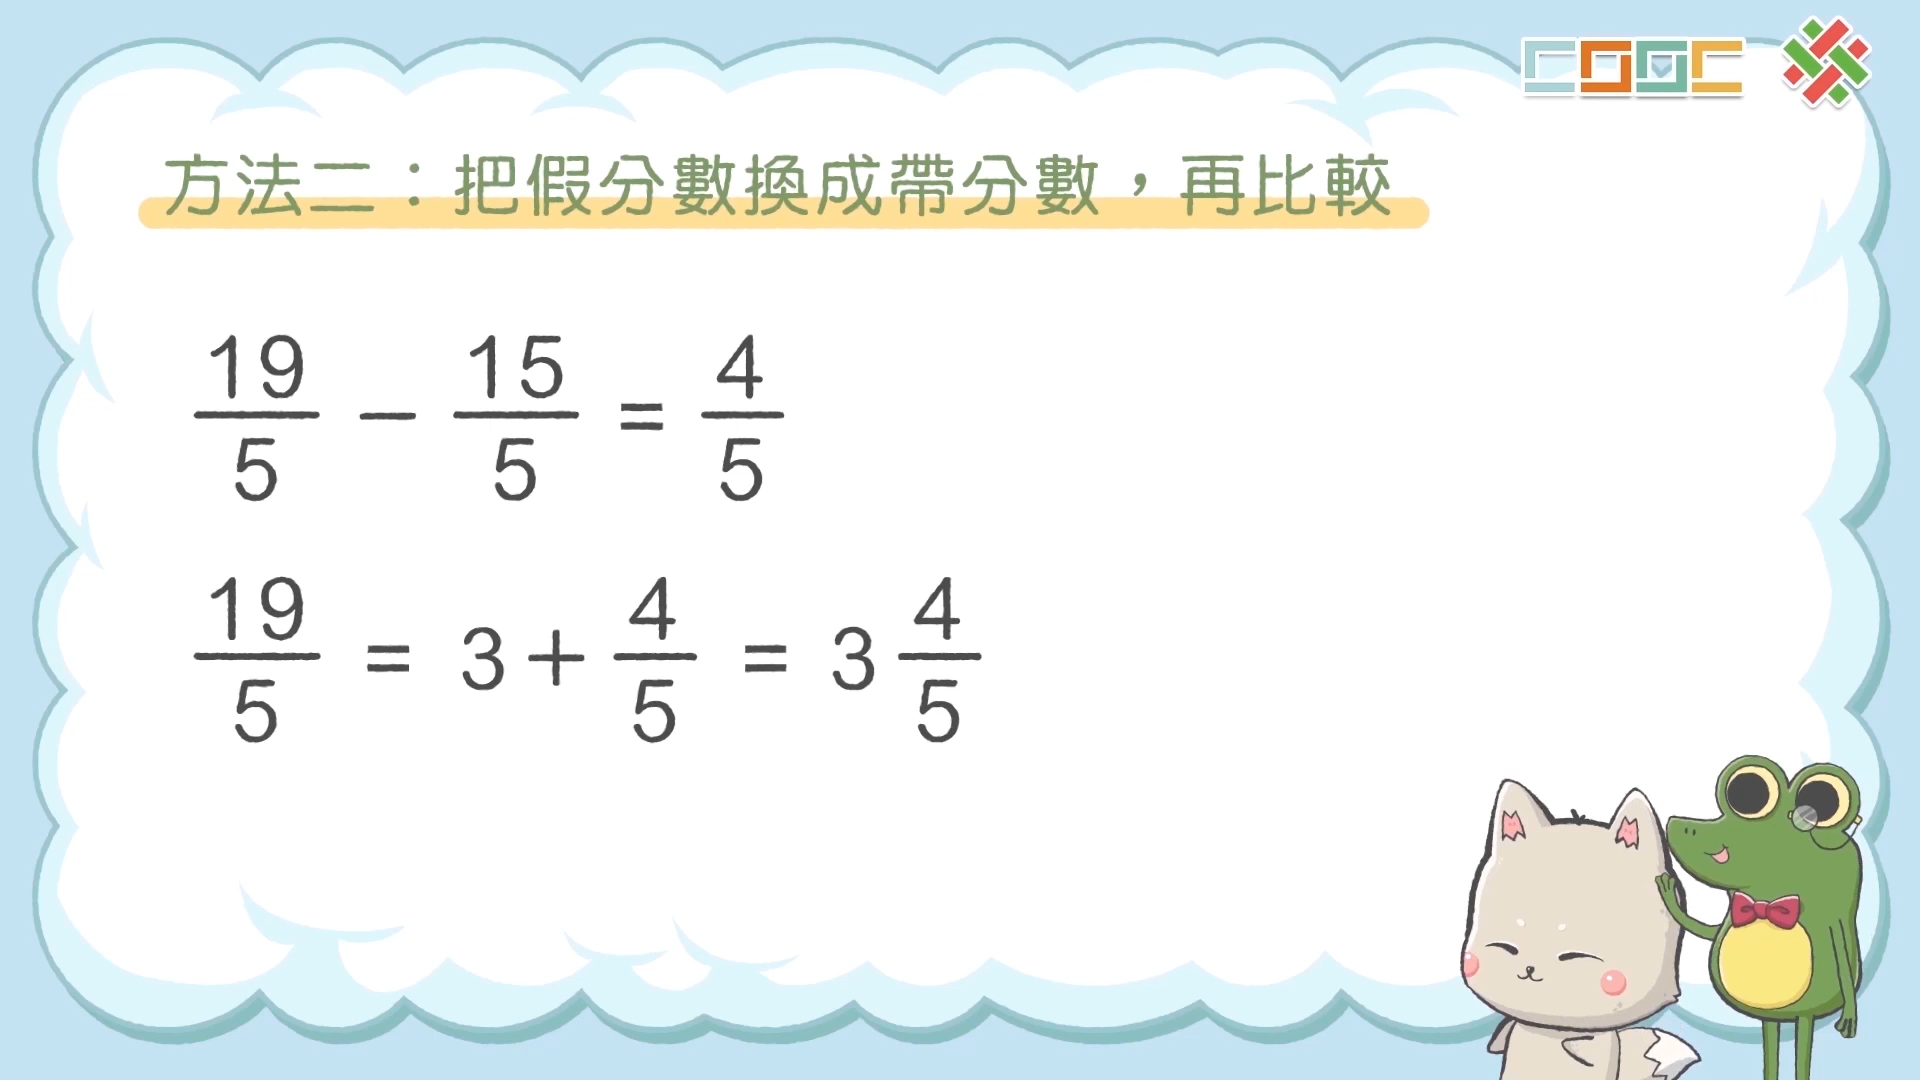 COOC
方法二：把假分數換成帶分數，再比較
19/5 − 15/5 = 4/5
19/5 = 3 + 4/5 = 3 4/5